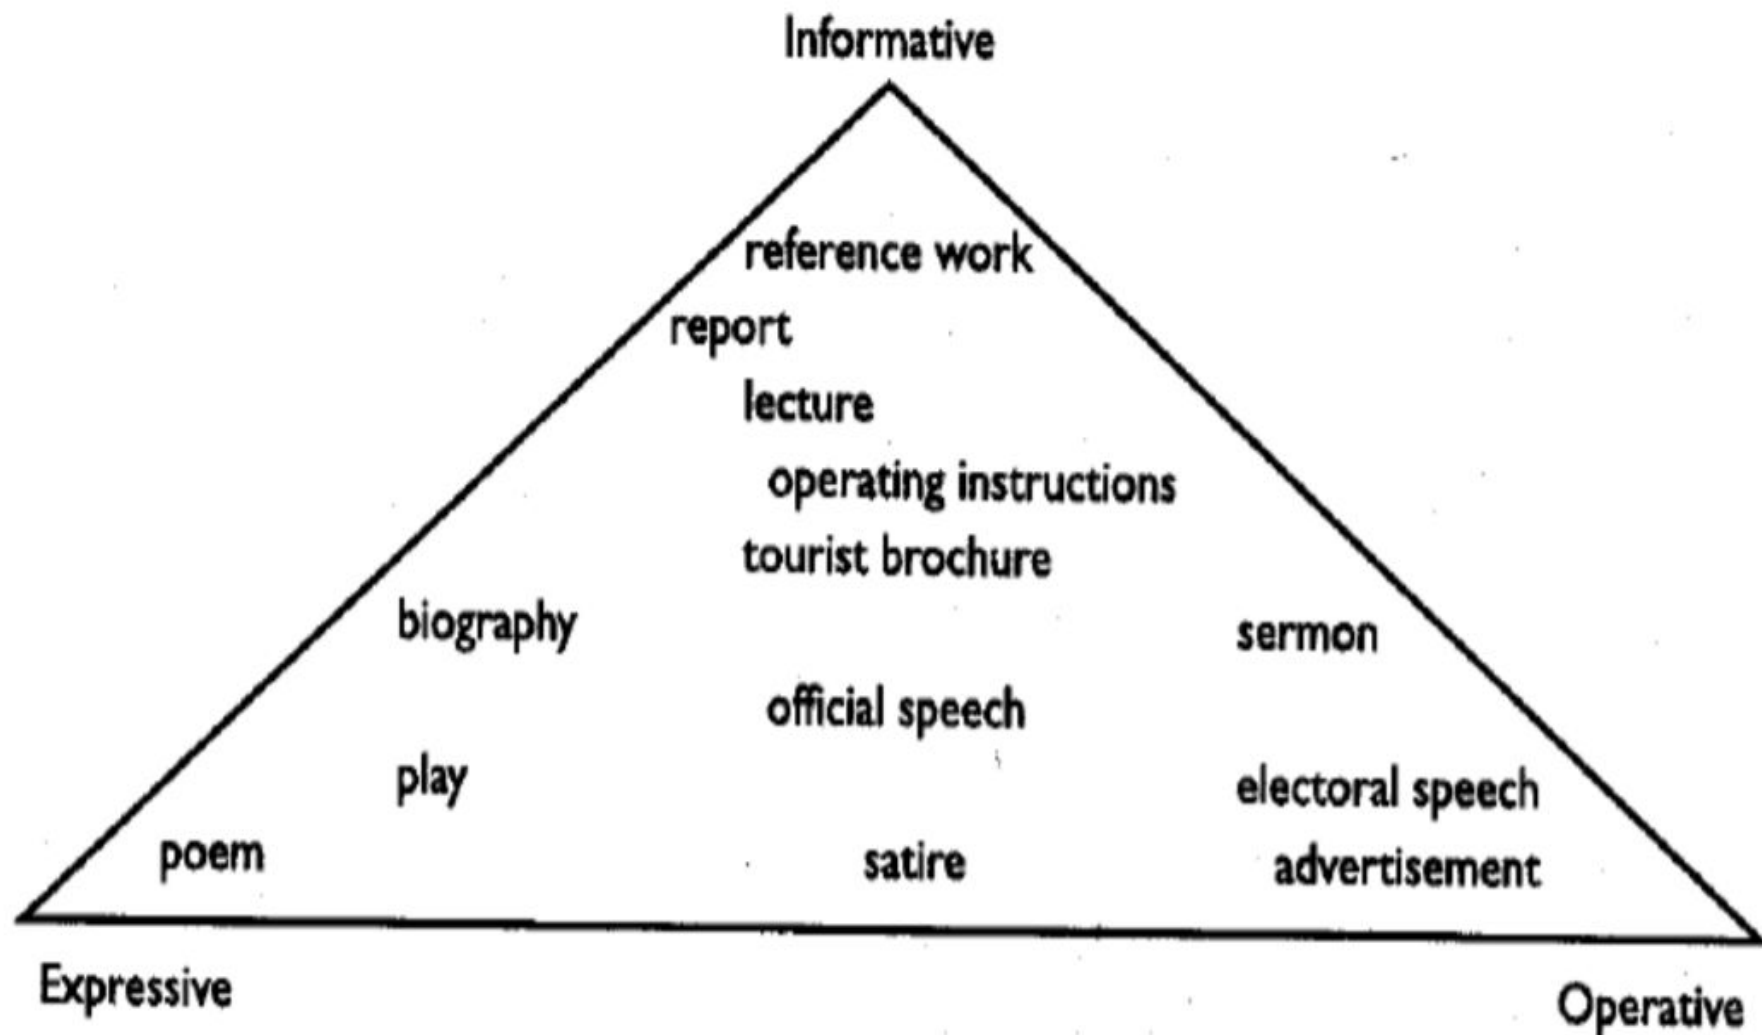 Informative
reference work
report
lecture
operating instructions
tourist brochure
biography
sermon
official speech
play
electoral speech
poem
satire
advertisement
Expressive
Operative